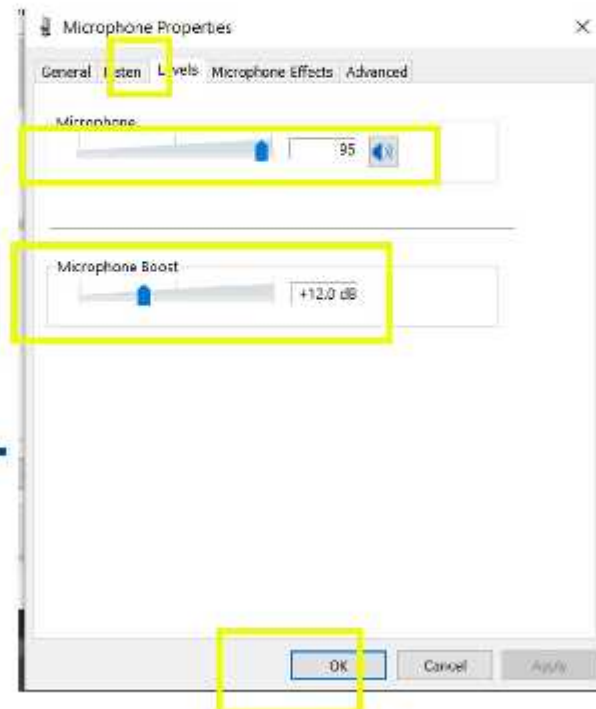 Microphone Properties
General Listen Levels Microphone Effects Advanced
Microphone
95
Microphone Boost
+12.0 dB
OK Cancel Apply